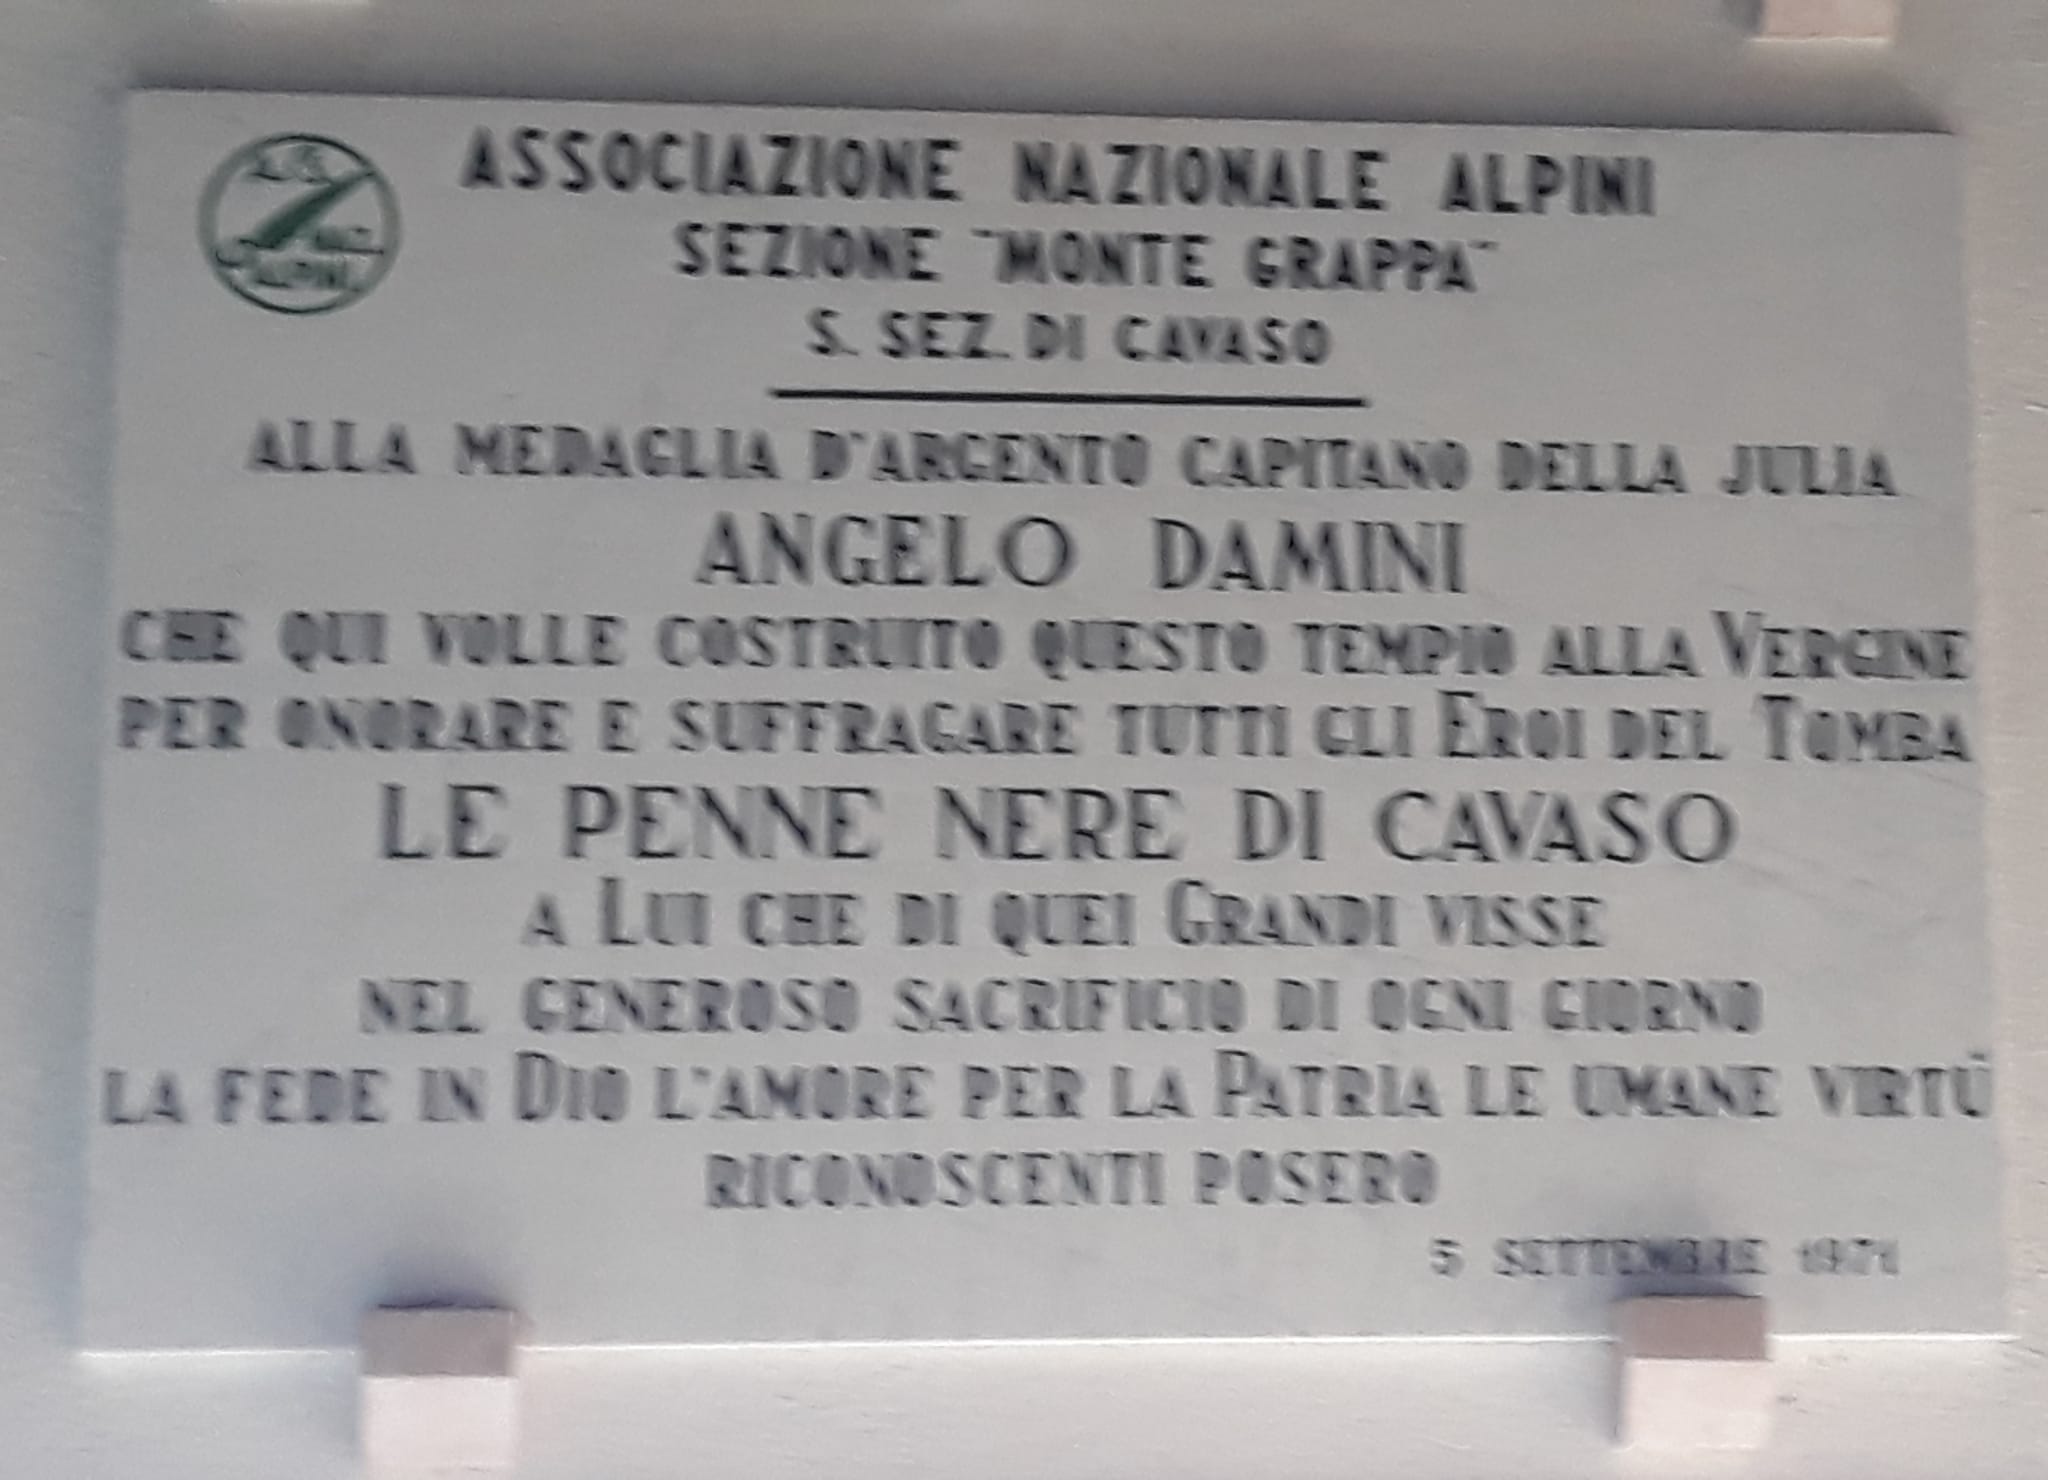 ASSOCIAZIONE NAZIONALE ALPINI
SEZIONE "MONTE GRAPPA"
S. SEZ. DI CAVASO
ALLA MEDAGLIA D'ARGENTO CAPITANO DELLA JULIA
ANGELO DAMINI
CHE QUI VOLLE COSTRUITO QUESTO TEMPIO ALLA VERGINE
PER ONORARE E SUFFRAGARE TUTTI GLI EROI DEL TOMBA
LE PENNE NERE DI CAVASO
A LUI CHE DI QUEI GRANDI VISSE
NEL GENEROSO SACRIFICIO DI OGNI GIORNO
LA FEDE IN DIO L'AMORE PER LA PATRIA LE UMANE VIRTÙ
RICONOSCENTI POSERO
5 SETTEMBRE 1971
ALPINI